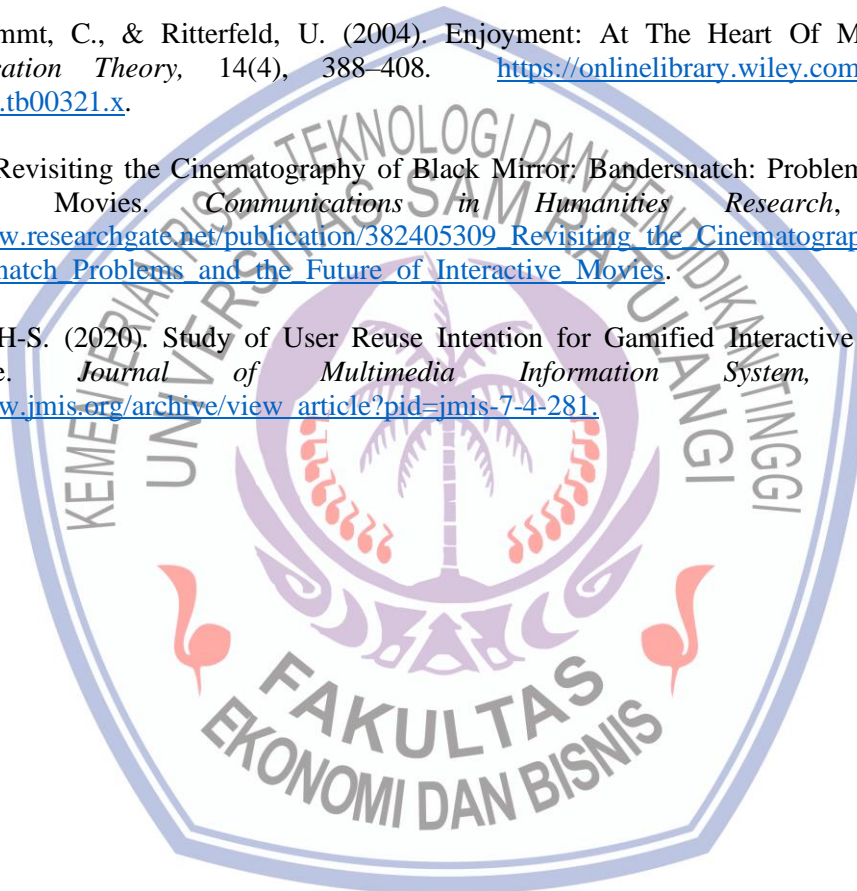 mmt, C., & Ritterfeld, U. (2004). Enjoyment: At The Heart Of M
ation Theory, 14(4), 388–408. https://onlinelibrary.wiley.com
.tb00321.x.
Revisiting the Cinematography of Black Mirror: Bandersnatch: Problem
Movies. Communications in Humanities Research,
w.researchgate.net/publication/382405309_Revisiting_the_Cinematograp
natch_Problems_and_the_Future_of_Interactive_Movies.
H-S. (2020). Study of User Reuse Intention for Gamified Interactive
e. Journal of Multimedia Information System,
w.jmis.org/archive/view_article?pid=jmis-7-4-281.
KEMENTERIAN RISET TEKNOLOGI DAN PENDIDIKAN TINGGI
UNIVERSITAS SAM RATULANGI
FAKULTAS
EKONOMI DAN BISNIS